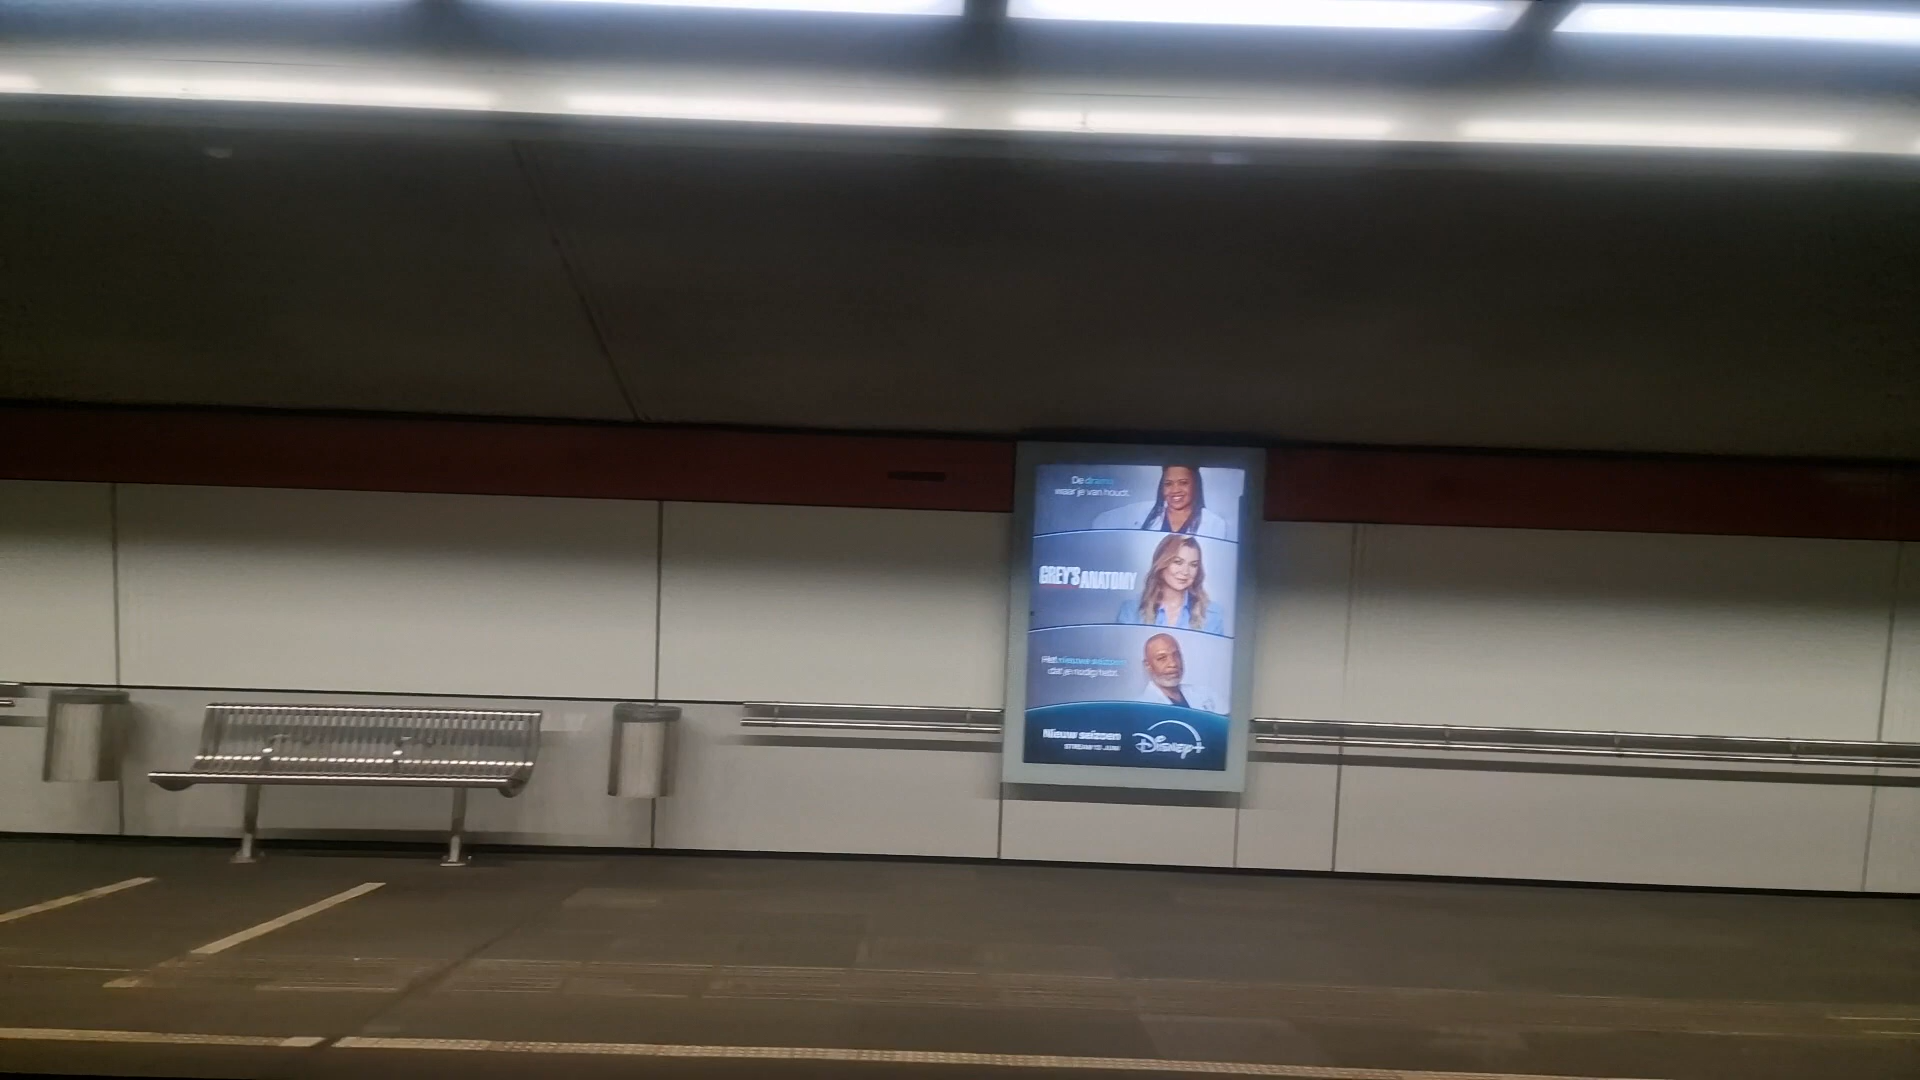 De drama
waar je van houdt.
GREY'S ANATOMY
Het nieuwe seizoen
dat je nodig hebt.
Nieuw seizoen
STREAM 12 JUNI
Disney+